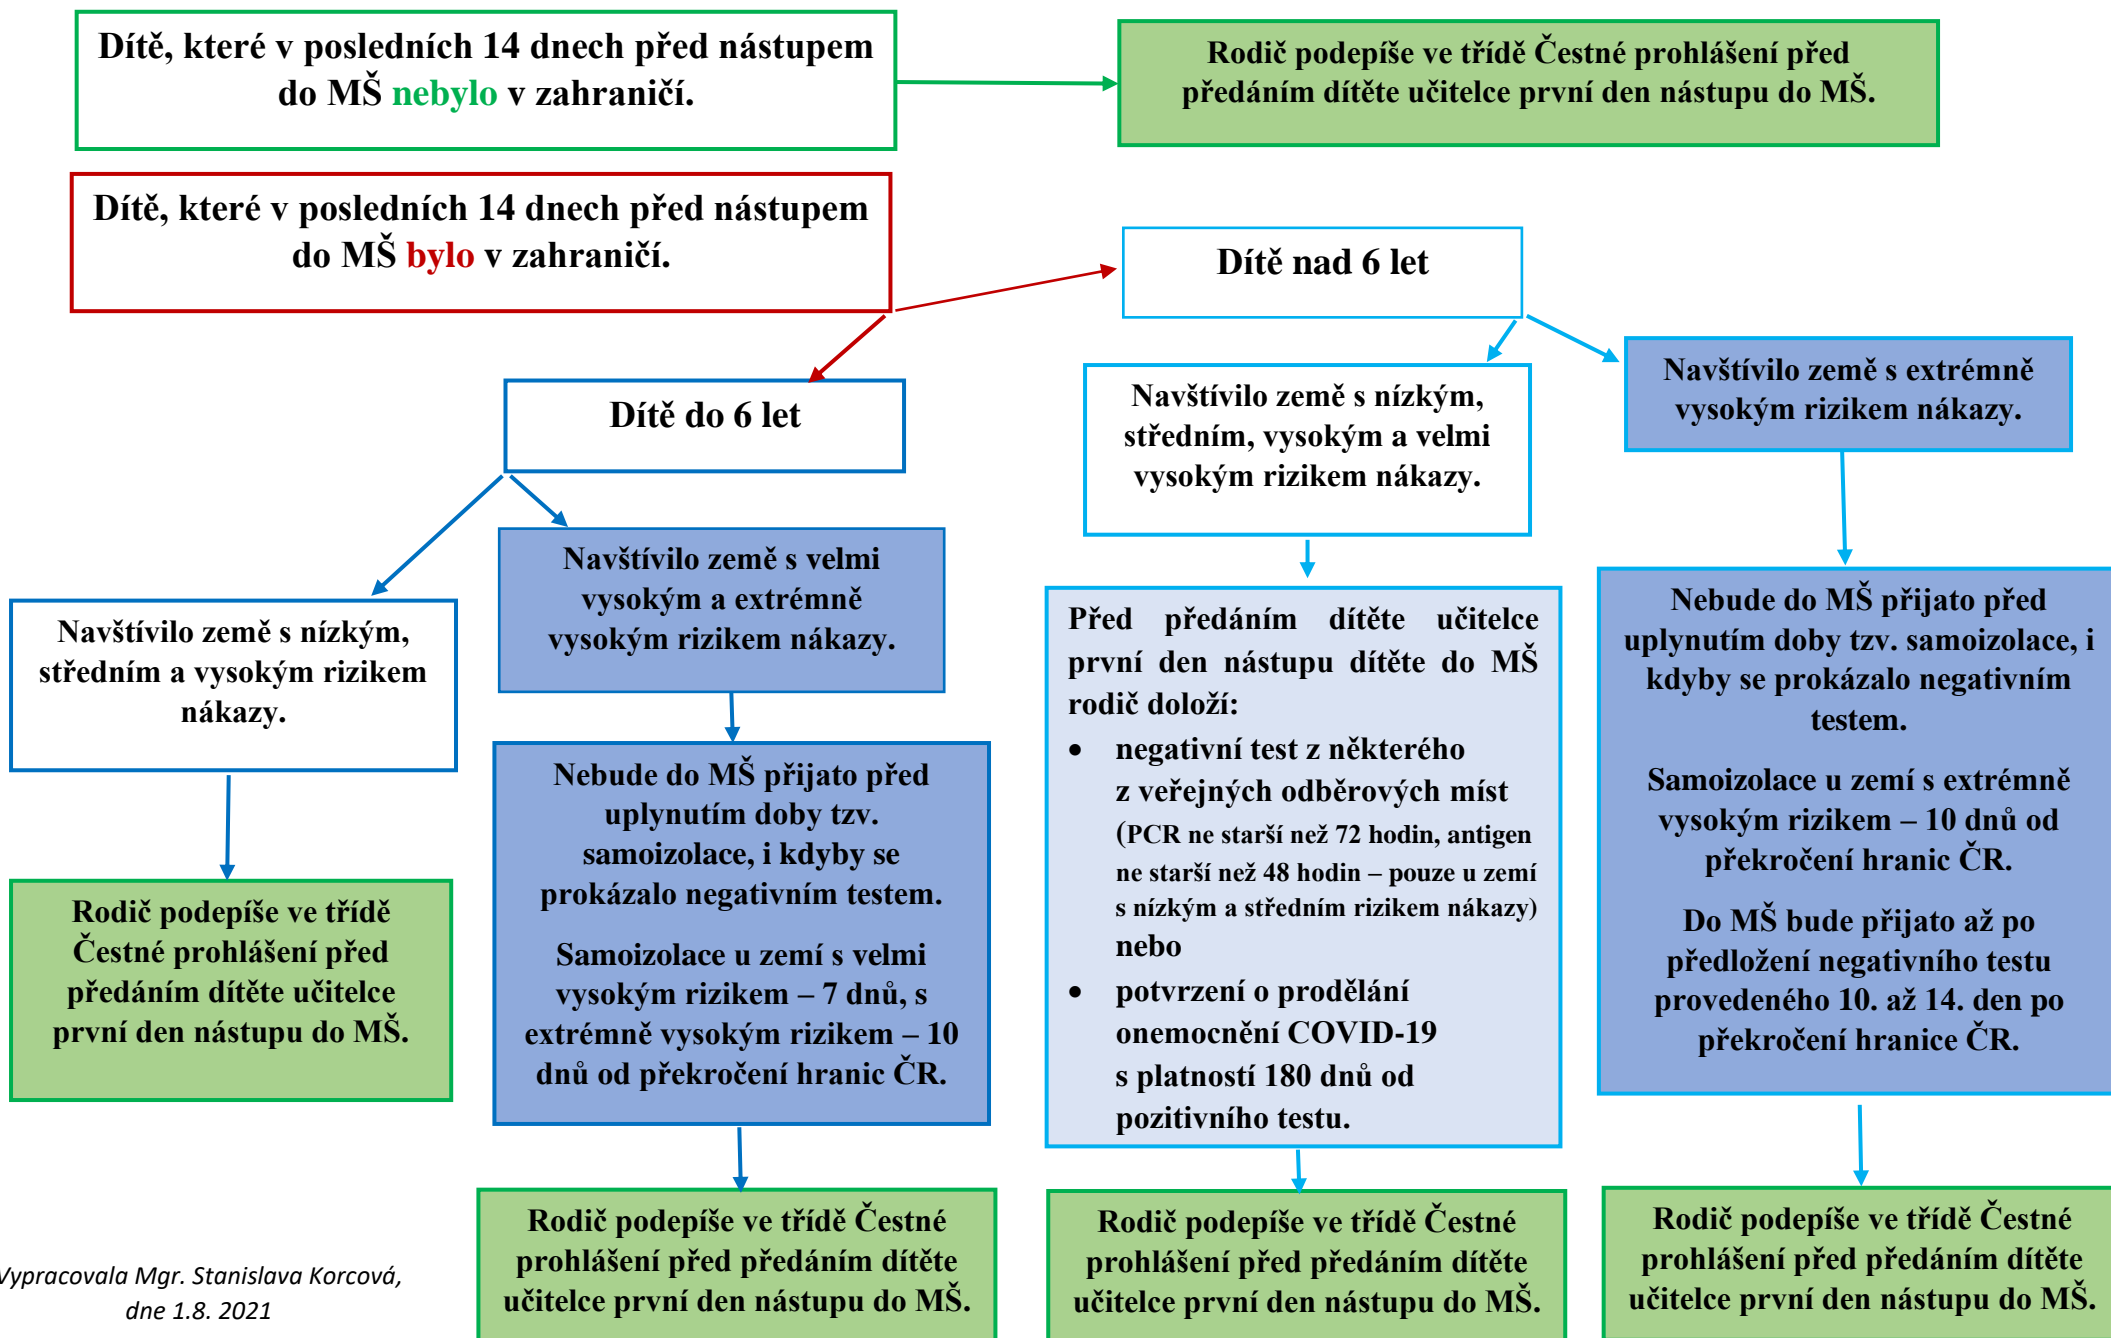 Dítě, které v posledních 14 dnech před nástupem
do MŠ nebylo v zahraničí.
Rodič podepíše ve třídě Čestné prohlášení před
předáním dítěte učitelce první den nástupu do MŠ.
Dítě, které v posledních 14 dnech před nástupem
do MŠ bylo v zahraničí.
Dítě nad 6 let
Dítě do 6 let
Navštívilo země s nízkým,
středním, vysokým a velmi
vysokým rizikem nákazy.
Navštívilo země s extrémně
vysokým rizikem nákazy.
Navštívilo země s nízkým,
středním a vysokým rizikem
nákazy.
Navštívilo země s velmi
vysokým a extrémně
vysokým rizikem nákazy.
Před předáním dítěte učitelce
první den nástupu dítěte do MŠ
rodič doloží:
• negativní test z některého
z veřejných odběrových míst
(PCR ne starší než 72 hodin, antigen
ne starší než 48 hodin – pouze u zemí
s nízkým a středním rizikem nákazy)
nebo
• potvrzení o prodělání
onemocnění COVID-19
s platností 180 dnů od
pozitivního testu.
Nebude do MŠ přijato před
uplynutím doby tzv. samoizolace, i
kdyby se prokázalo negativním
testem.
Samoizolace u zemí s extrémně
vysokým rizikem – 10 dnů od
překročení hranic ČR.
Do MŠ bude přijato až po
předložení negativního testu
provedeného 10. až 14. den po
překročení hranice ČR.
Rodič podepíše ve třídě
Čestné prohlášení před
předáním dítěte učitelce
první den nástupu do MŠ.
Nebude do MŠ přijato před
uplynutím doby tzv.
samoizolace, i kdyby se
prokázalo negativním testem.
Samoizolace u zemí s velmi
vysokým rizikem – 7 dnů, s
extrémně vysokým rizikem – 10
dnů od překročení hranic ČR.
Rodič podepíše ve třídě Čestné
prohlášení před předáním dítěte
učitelce první den nástupu do MŠ.
Rodič podepíše ve třídě Čestné
prohlášení před předáním dítěte
učitelce první den nástupu do MŠ.
Rodič podepíše ve třídě Čestné
prohlášení před předáním dítěte
učitelce první den nástupu do MŠ.
Vypracovala Mgr. Stanislava Korcová,
dne 1.8. 2021